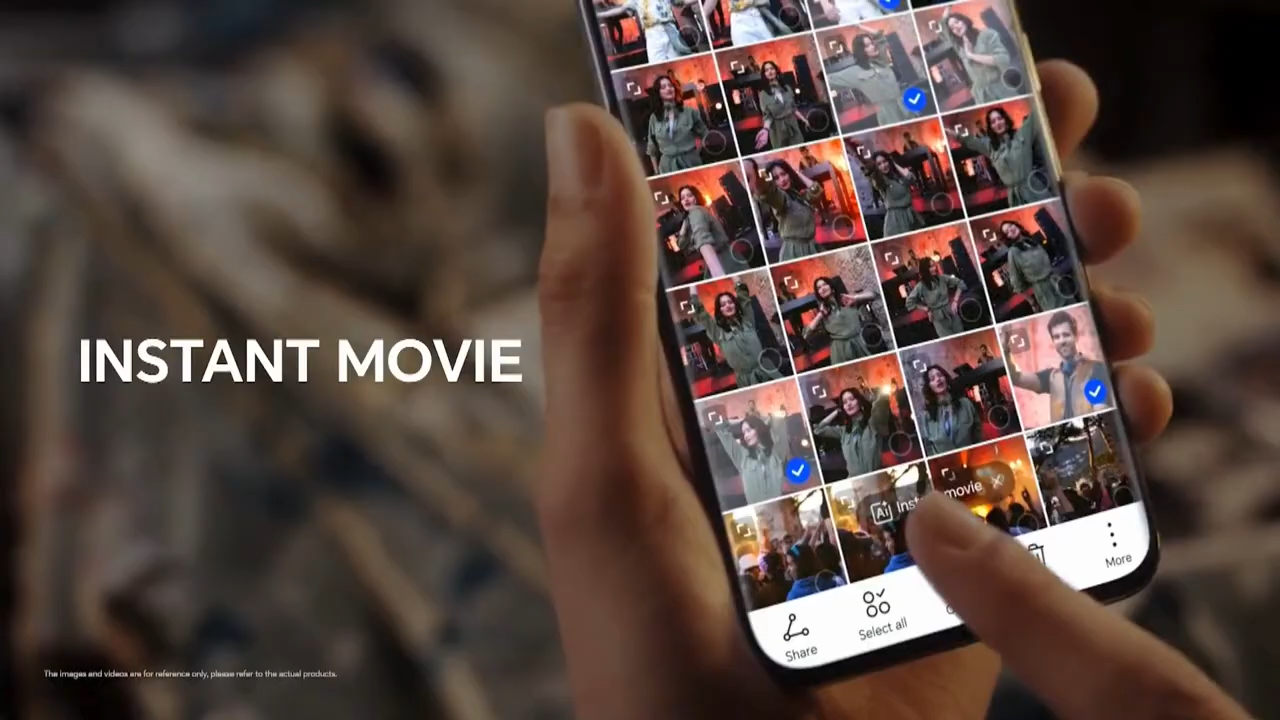 INSTANT MOVIE
AI
movie
More
Select all
Share
The images and videos are for reference only, please refer to the actual products.